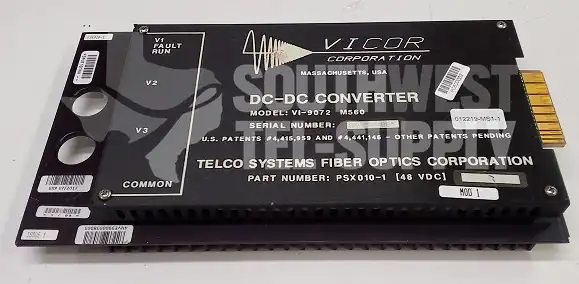 V1
FAULT
RUN
V2
V3
COMMON
VICOR
CORPORATION
MASSACHUSETTS, USA
DC-DC CONVERTER
MODEL: VI-9672 M560
SERIAL NUMBER:
012219-MS1-1
U.S. PATENTS #4,415,959 AND #4,441,146 - OTHER PATENTS PENDING
TELCO SYSTEMS FIBER OPTICS CORPORATION
PART NUMBER: PSX010-1 [48 VDC]
MOD 1
SOUTHWEST
TECH SUPPLY